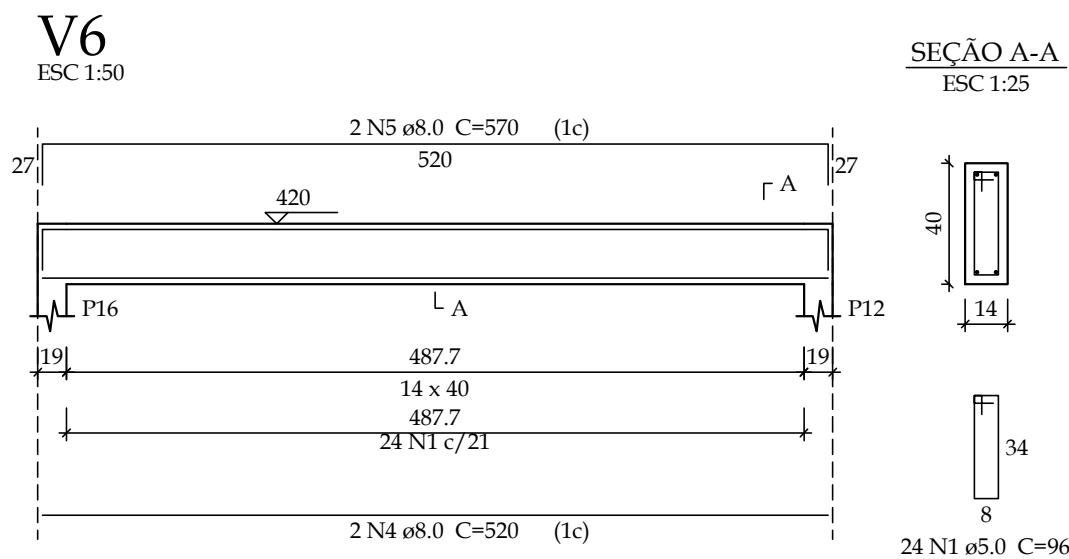 V6
ESC 1:50
SEÇÃO A-A
ESC 1:25
2 N5 ø8.0 C=570 (1c)
27
520
27
A
420
40
P16
A
P12
14
19
487.7
19
14 x 40
487.7
24 N1 c/21
34
8
2 N4 ø8.0 C=520 (1c)
24 N1 ø5.0 C=96